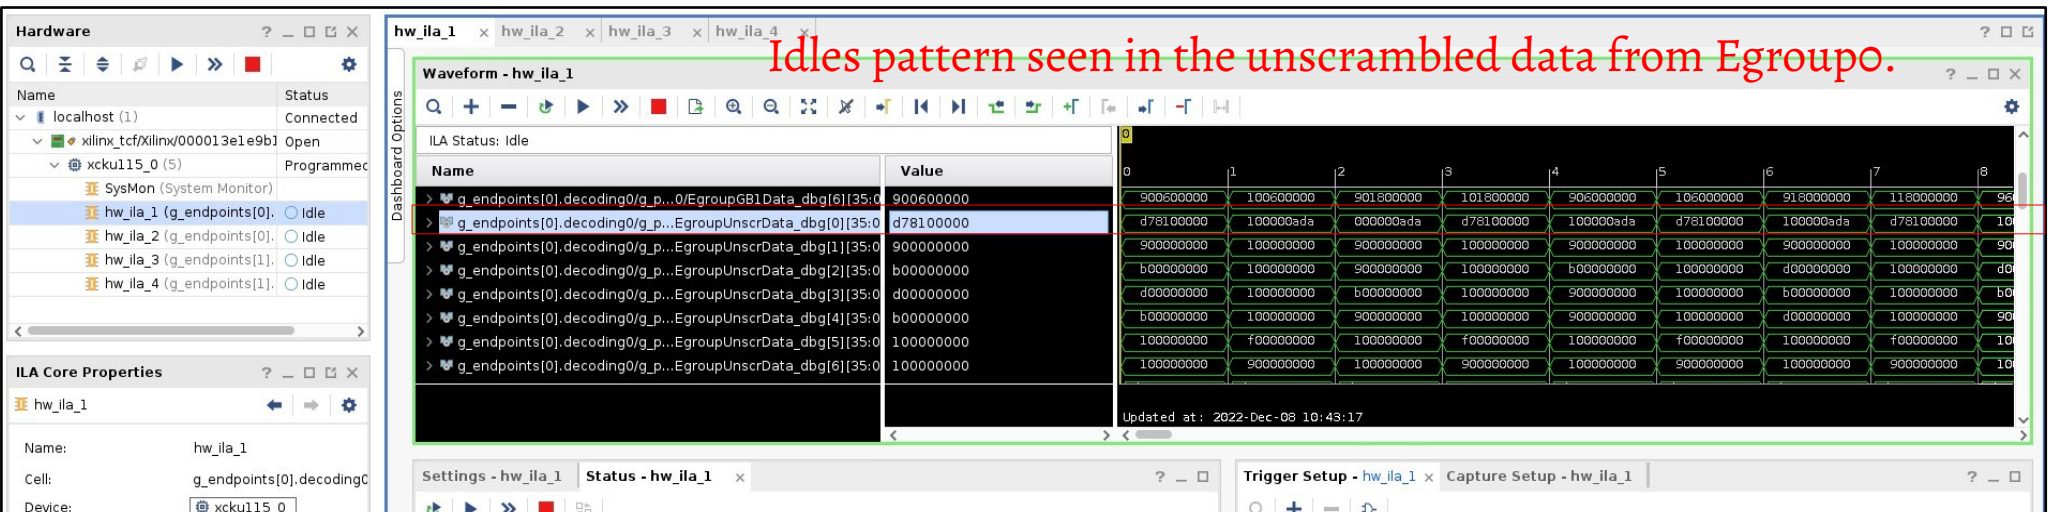 Hardware
Name Status
localhost (1) Connected
xilinx_tcf/Xilinx/000013e1e9b1 Open
xcku115_0 (5) Programmed
SysMon (System Monitor)
hw_ila_1 (g_endpoints[0]. Idle
hw_ila_2 (g_endpoints[0]. Idle
hw_ila_3 (g_endpoints[1]. Idle
hw_ila_4 (g_endpoints[1]. Idle
ILA Core Properties
hw_ila_1
Name: hw_ila_1
Cell: g_endpoints[0].decoding0
Device: xcku115_0
hw_ila_1 hw_ila_2 hw_ila_3 hw_ila_4
Idles pattern seen in the unscrambled data from Egroup0.
Dashboard Options
Waveform - hw_ila_1
ILA Status: Idle
Name Value
0
0 1 2 3 4 5 6 7 8
g_endpoints[0].decoding0/g_p...0/EgroupGB1Data_dbg[6][35:0 900600000 900600000 100600000 901800000 101800000 906000000 106000000 918000000 118000000 96
g_endpoints[0].decoding0/g_p...EgroupUnscrData_dbg[0][35:0 d78100000 d78100000 100000ada 000000ada d78100000 100000ada d78100000 100000ada d78100000 10
g_endpoints[0].decoding0/g_p...EgroupUnscrData_dbg[1][35:0 900000000 900000000 100000000 900000000 100000000 900000000 100000000 900000000 100000000 90
g_endpoints[0].decoding0/g_p...EgroupUnscrData_dbg[2][35:0 b00000000 b00000000 100000000 900000000 100000000 b00000000 100000000 d00000000 100000000 d0
g_endpoints[0].decoding0/g_p...EgroupUnscrData_dbg[3][35:0 d00000000 d00000000 100000000 b00000000 100000000 900000000 100000000 b00000000 100000000 b0
g_endpoints[0].decoding0/g_p...EgroupUnscrData_dbg[4][35:0 b00000000 b00000000 100000000 900000000 100000000 900000000 100000000 d00000000 100000000 90
g_endpoints[0].decoding0/g_p...EgroupUnscrData_dbg[5][35:0 100000000 100000000 f00000000 100000000 f00000000 100000000 f00000000 100000000 f00000000 10
g_endpoints[0].decoding0/g_p...EgroupUnscrData_dbg[6][35:0 100000000 100000000 900000000 100000000 900000000 100000000 900000000 100000000 900000000 10
Updated at: 2022-Dec-08 10:43:17
Settings - hw_ila_1 Status - hw_ila_1
Trigger Setup - hw_ila_1 Capture Setup - hw_ila_1